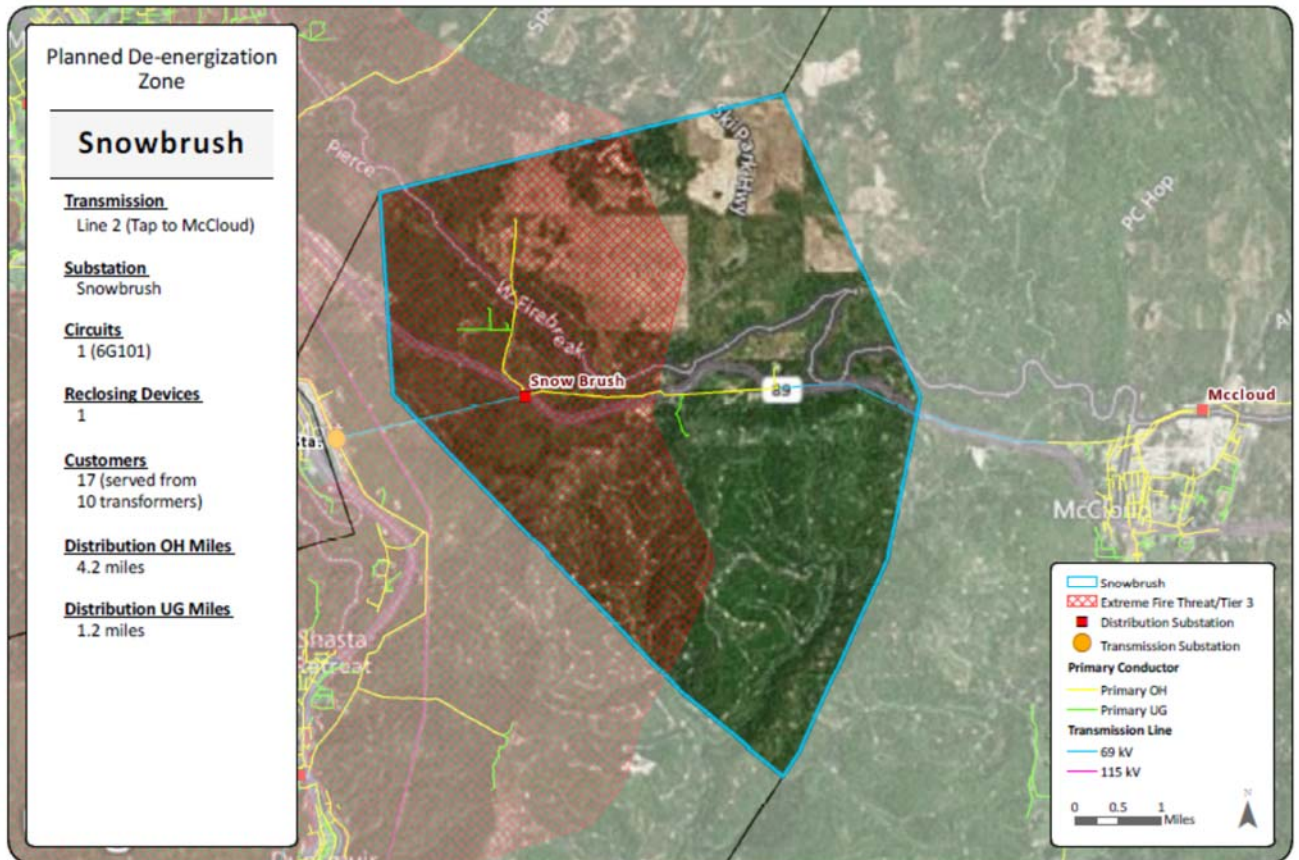 Planned De-energization
Zone
Snowbrush
Transmission
Line 2 (Tap to McCloud)
Substation
Snowbrush
Circuits
1 (6G101)
Reclosing Devices
1
Customers
17 (served from
10 transformers)
Distribution OH Miles
4.2 miles
Distribution UG Miles
1.2 miles
Pierce
Ski Park Hwy
PC Hop
W Firebreak
Snow Brush
89
Mccloud
McCloud
Shasta
Retreat
Snowbrush
Extreme Fire Threat/Tier 3
Distribution Substation
Transmission Substation
Primary Conductor
Primary OH
Primary UG
Transmission Line
69 kV
115 kV
N
0 0.5 1
Miles